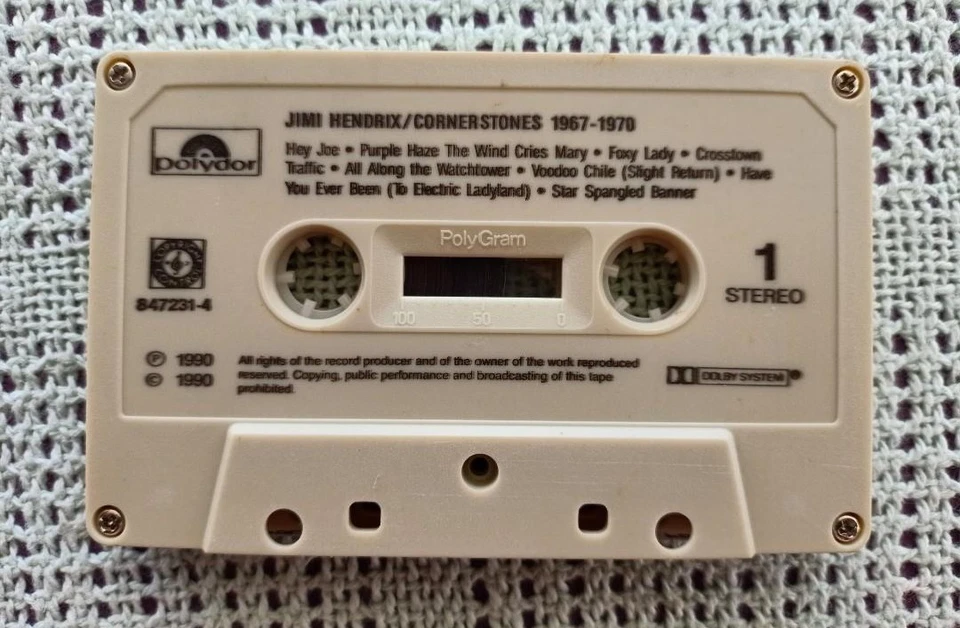 JIMI HENDRIX/CORNERSTONES 1967-1970
polydor
Hey Joe • Purple Haze The Wind Cries Mary • Foxy Lady • Crosstown
Traffic • All Along the Watchtower • Voodoo Chile (Slight Return) • Have
You Ever Been (To Electric Ladyland) • Star Spangled Banner
PolyGram
847231-4
1
STEREO
100 50 0
Ⓟ 1990
© 1990
All rights of the record producer and of the owner of the work reproduced
reserved. Copying, public performance and broadcasting of this tape
prohibited.
DOLBY SYSTEM